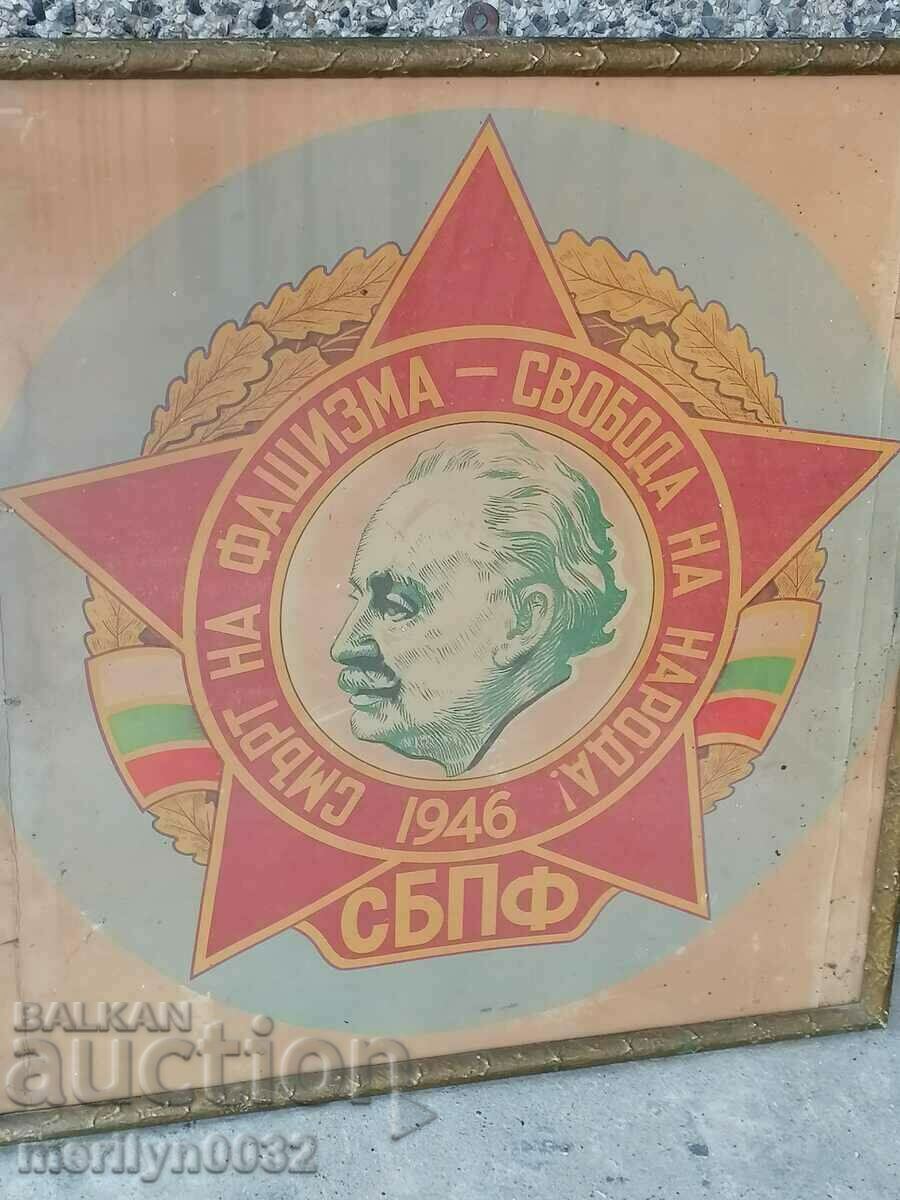 СМЪРТ НА ФАШИЗМА – СВОБОДА НА НАРОДА!
1946
СБПФ
BALKAN
auction
merilyn0032